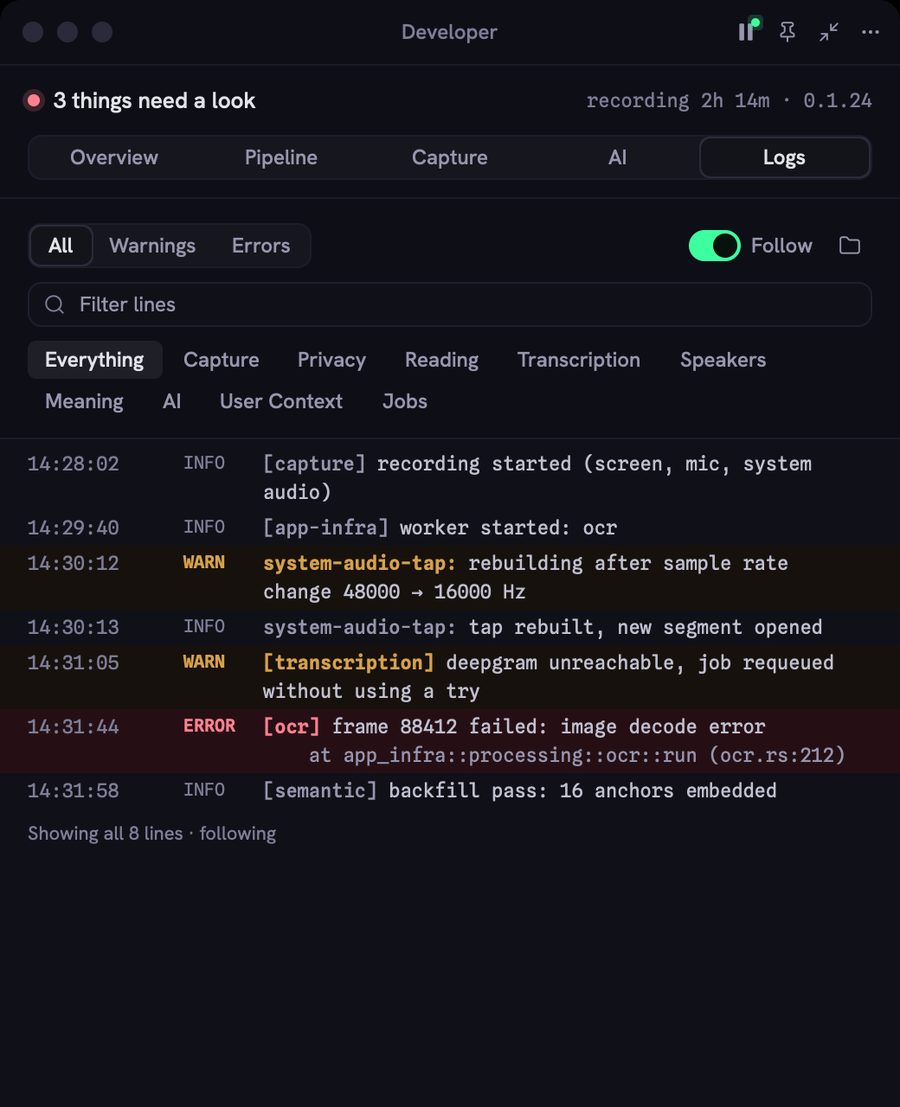 Developer
3 things need a look
recording 2h 14m · 0.1.24
Overview Pipeline Capture AI Logs
All Warnings Errors Follow
Filter lines
Everything Capture Privacy Reading Transcription Speakers
Meaning AI User Context Jobs
14:28:02 INFO [capture] recording started (screen, mic, system
audio)
14:29:40 INFO [app-infra] worker started: ocr
14:30:12 WARN system-audio-tap: rebuilding after sample rate
change 48000 → 16000 Hz
14:30:13 INFO system-audio-tap: tap rebuilt, new segment opened
14:31:05 WARN [transcription] deepgram unreachable, job requeued
without using a try
14:31:44 ERROR [ocr] frame 88412 failed: image decode error
at app_infra::processing::ocr::run (ocr.rs:212)
14:31:58 INFO [semantic] backfill pass: 16 anchors embedded
Showing all 8 lines · following